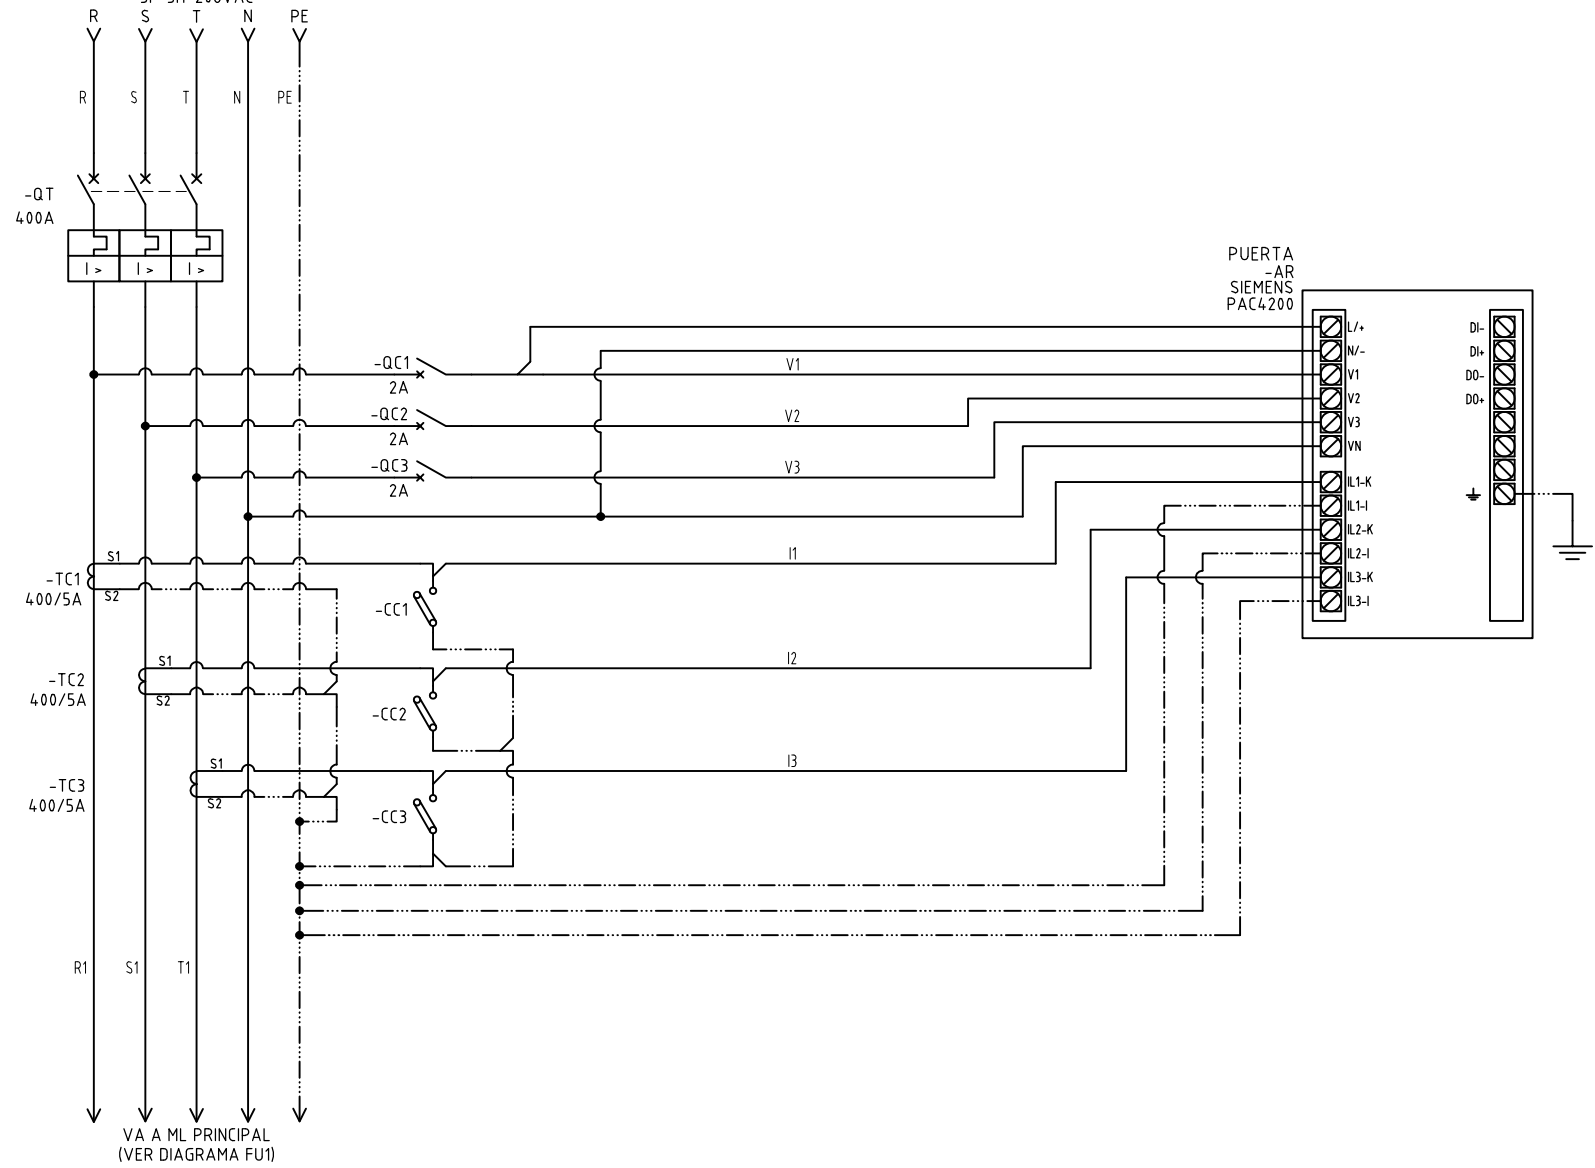 R S T N PE
R S T N PE
-QT
400A
I > I > I >
PUERTA
-AR
SIEMENS
PAC4200
L/+
N/-
V1
V2
V3
VN
IL1-K
IL1-I
IL2-K
IL2-I
IL3-K
IL3-I
DI-
DI+
DO-
DO+
-QC1
2A
V1
-QC2
2A
V2
-QC3
2A
V3
S1
-TC1
400/5A
S2
I1
-CC1
S1
-TC2
400/5A
S2
I2
-CC2
S1
-TC3
400/5A
S2
I3
-CC3
R1 S1 T1
VA A ML PRINCIPAL
(VER DIAGRAMA FU1)